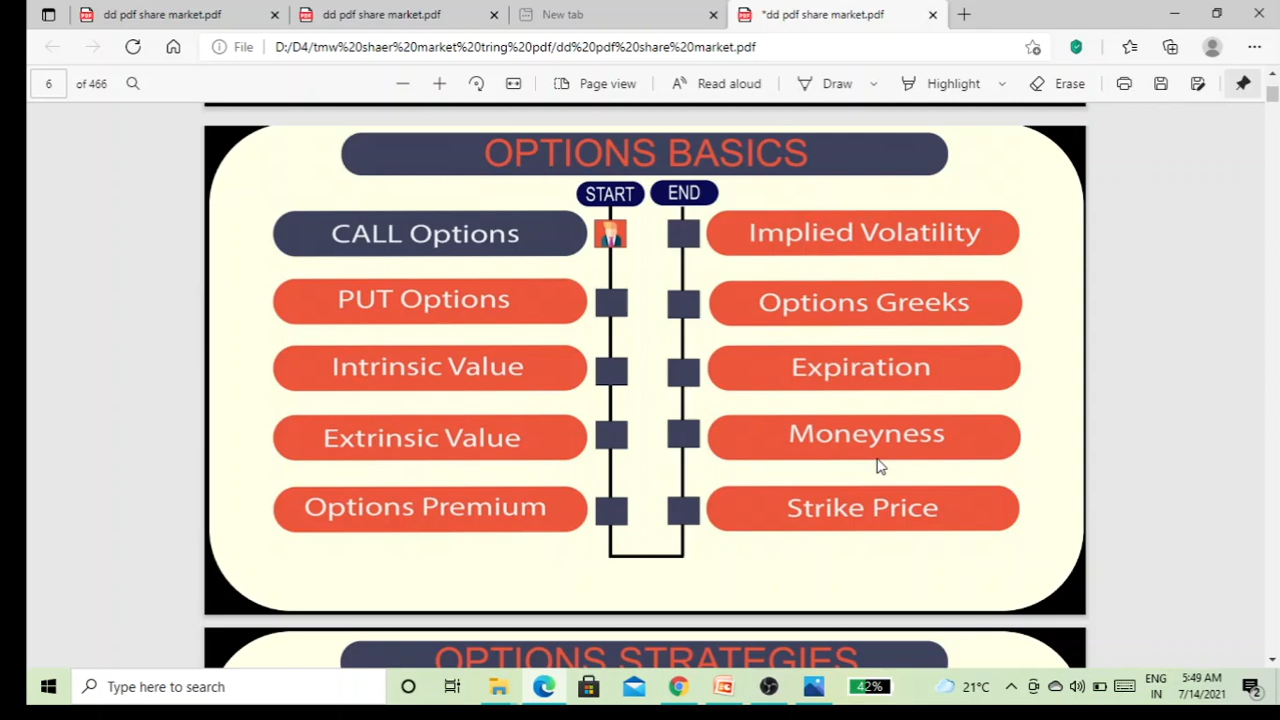 dd pdf share market.pdf
dd pdf share market.pdf
New tab
*dd pdf share market.pdf
File
D:/D4/tmw%20shaer%20market%20tring%20pdf/dd%20pdf%20share%20market.pdf
6 of 466
Page view
Read aloud
Draw
Highlight
Erase
OPTIONS BASICS
START
END
CALL Options
PUT Options
Intrinsic Value
Extrinsic Value
Options Premium
Implied Volatility
Options Greeks
Expiration
Moneyness
Strike Price
OPTIONS STRATEGIES
Type here to search
42%
21°C
ENG
IN
5:49 AM
7/14/2021
2